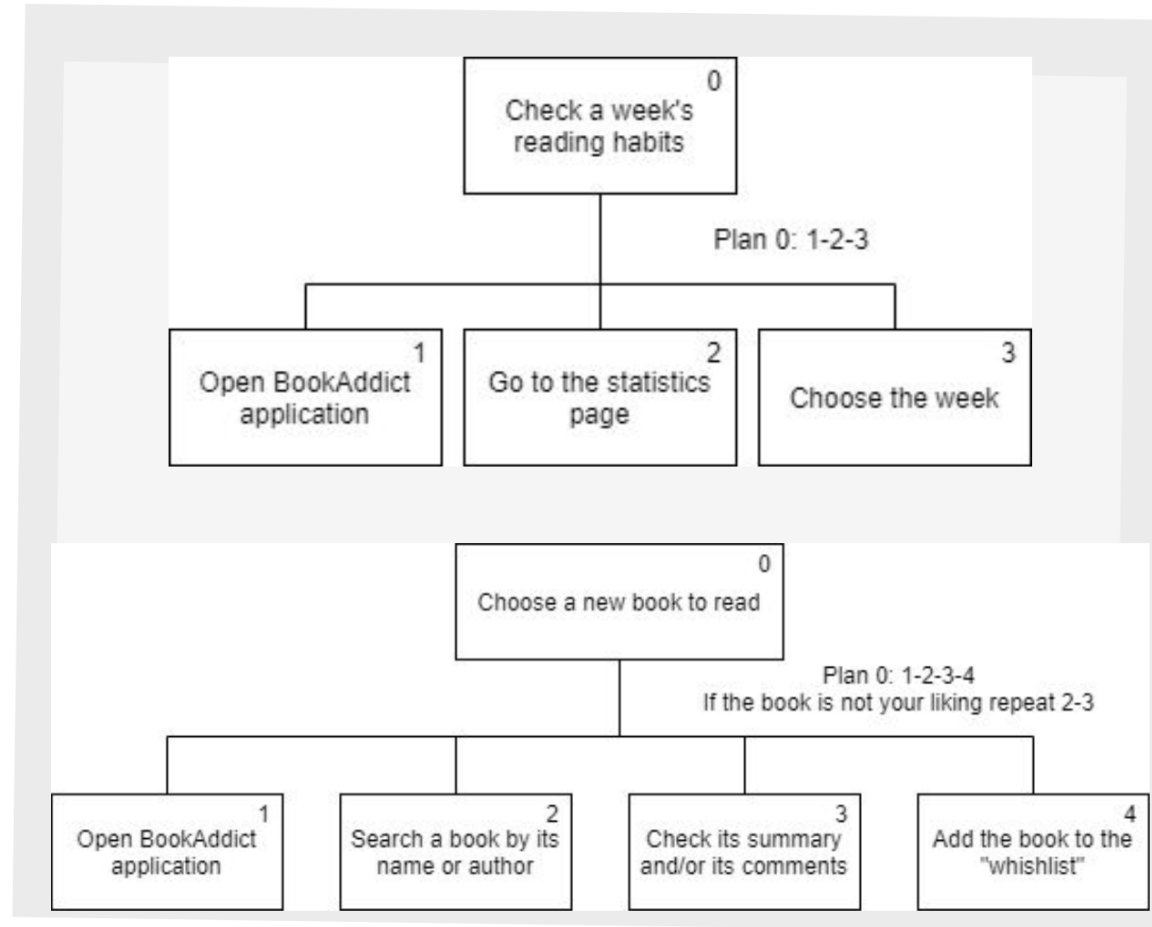 0
Check a week's
reading habits
Plan 0: 1-2-3
1
Open BookAddict
application
2
Go to the statistics
page
3
Choose the week
0
Choose a new book to read
Plan 0: 1-2-3-4
If the book is not your liking repeat 2-3
1
Open BookAddict
application
2
Search a book by its
name or author
3
Check its summary
and/or its comments
4
Add the book to the
"whishlist"